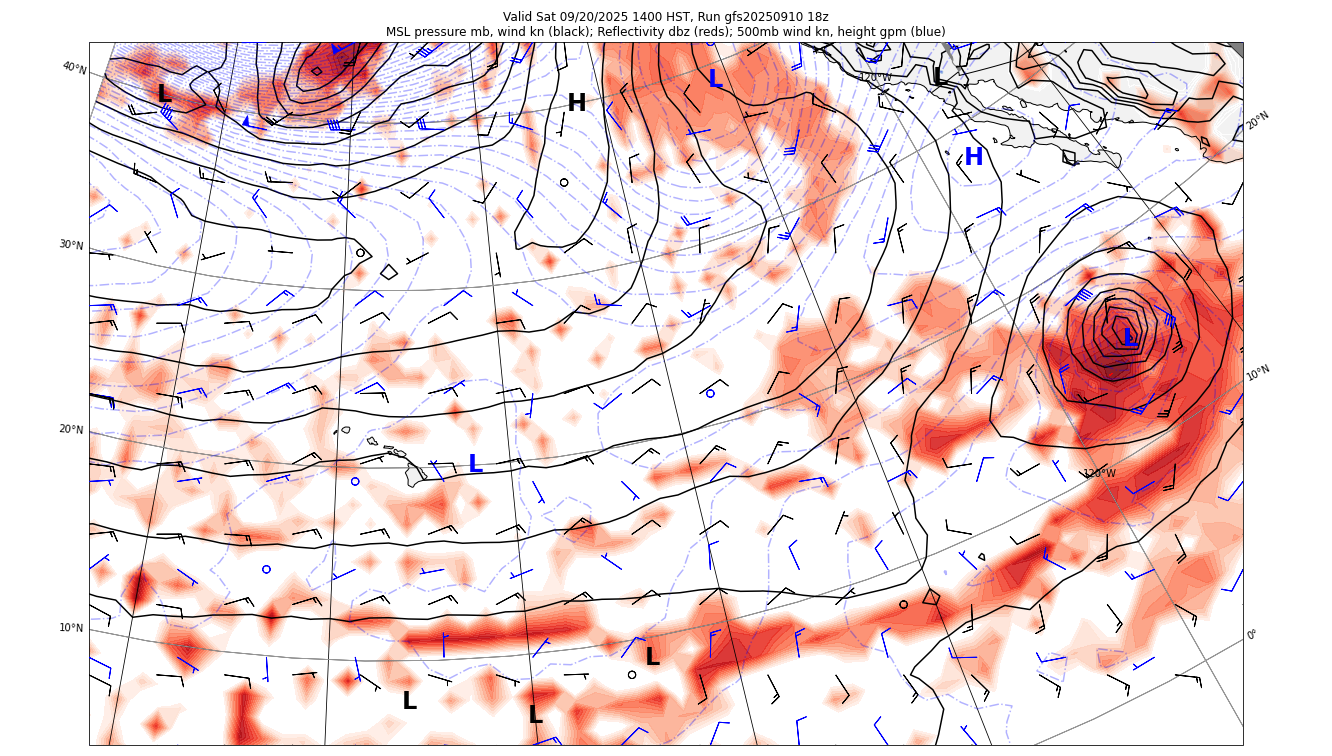 Valid Sat 09/20/2025 1400 HST, Run gfs20250910 18z
MSL pressure mb, wind kn (black); Reflectivity dbz (reds); 500mb wind kn, height gpm (blue)
40°N
120°W
L
L
L
H
20°N
H
30°N
L
10°N
20°N
L
120°W
10°N
0°
L
L
L